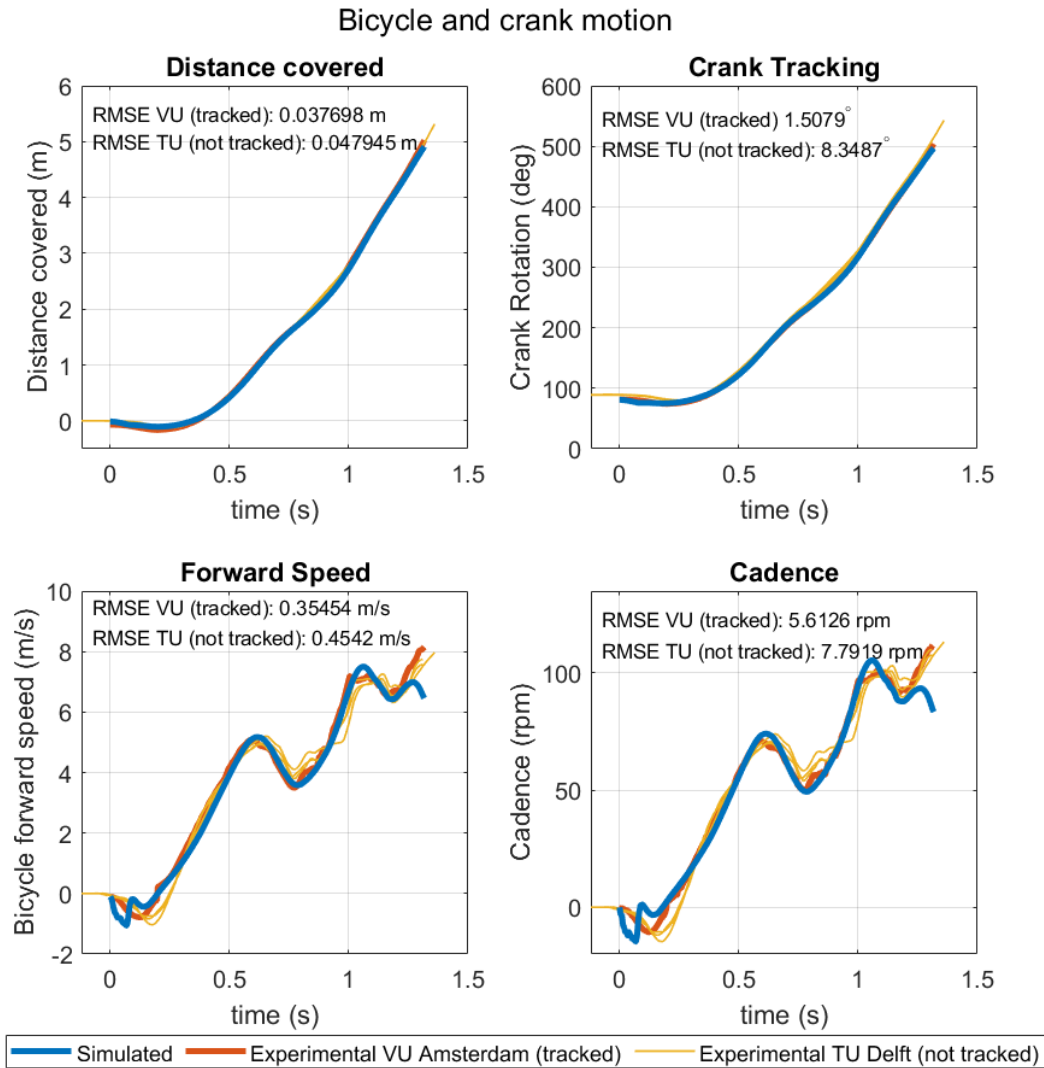 Bicycle and crank motion
Distance covered
RMSE VU (tracked): 0.037698 m
RMSE TU (not tracked): 0.047945 m
6
5
4
3
2
1
0
Distance covered (m)
0 0.5 1 1.5
time (s)
Crank Tracking
RMSE VU (tracked) 1.5079°
RMSE TU (not tracked): 8.3487°
600
500
400
300
200
100
0
Crank Rotation (deg)
0 0.5 1 1.5
time (s)
Forward Speed
RMSE VU (tracked): 0.35454 m/s
RMSE TU (not tracked): 0.4542 m/s
10
8
6
4
2
0
-2
Bicycle forward speed (m/s)
0 0.5 1 1.5
time (s)
Cadence
RMSE VU (tracked): 5.6126 rpm
RMSE TU (not tracked): 7.7919 rpm
100
50
0
Cadence (rpm)
0 0.5 1 1.5
time (s)
Simulated Experimental VU Amsterdam (tracked) Experimental TU Delft (not tracked)